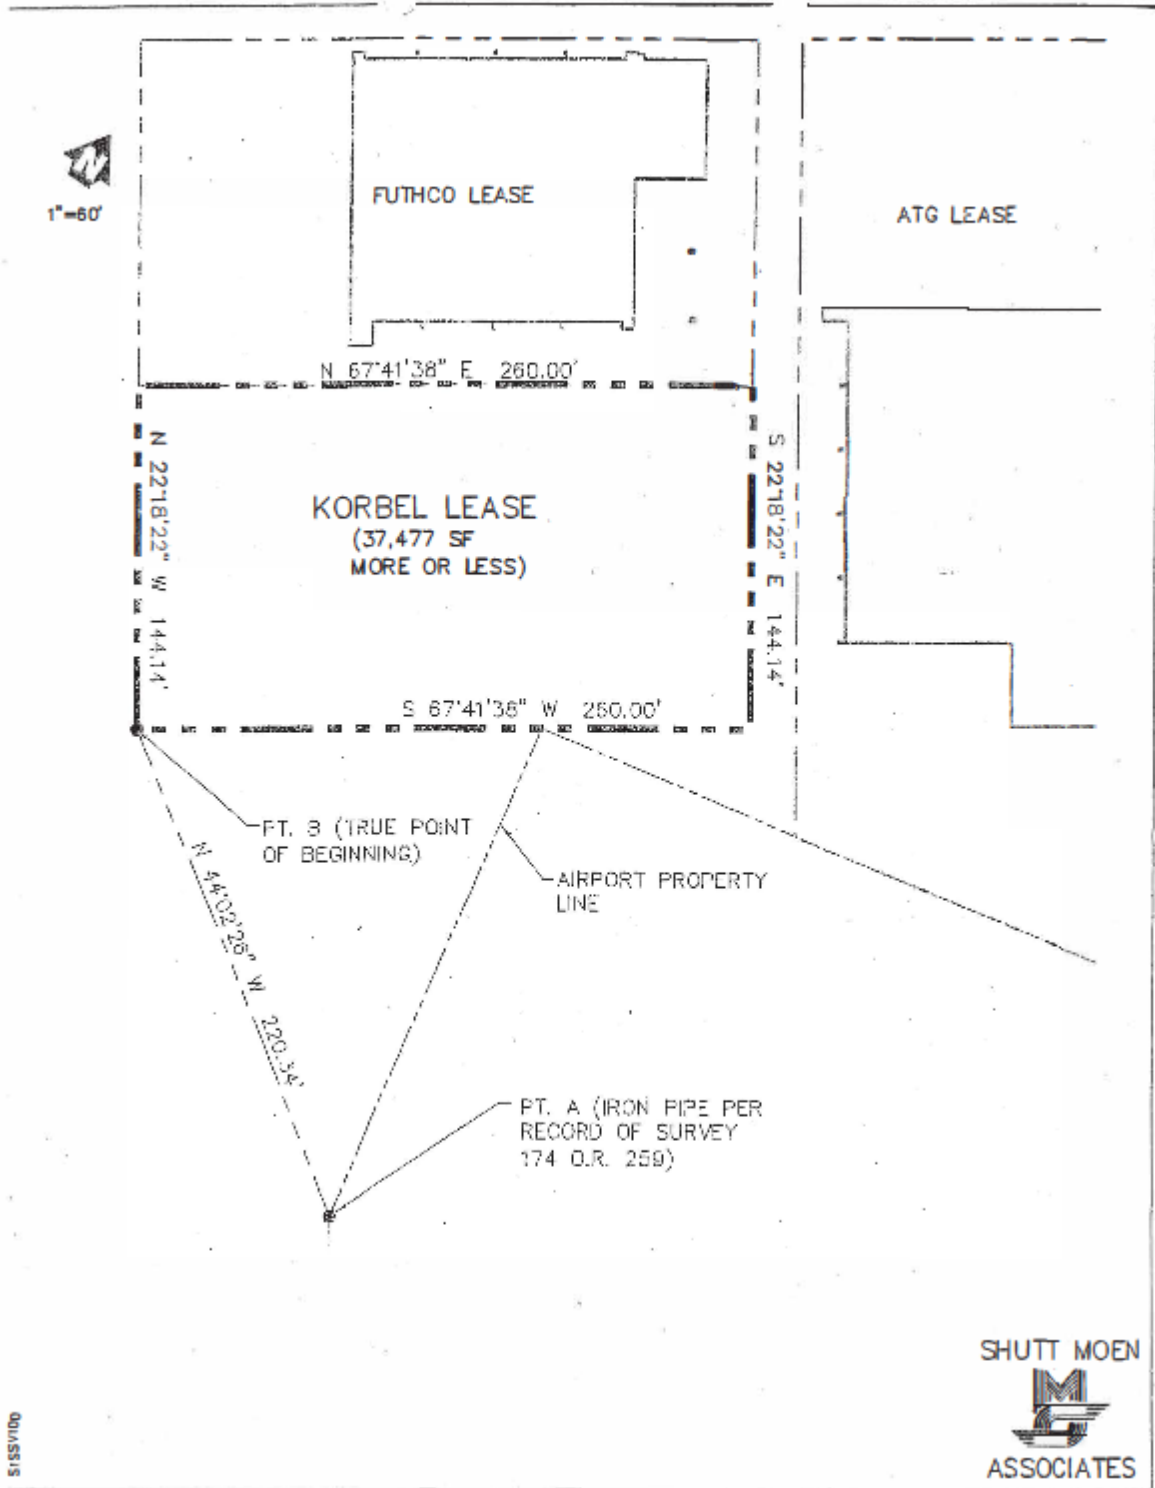 N
1"=60'
FUTHCO LEASE
ATG LEASE
N 67°41'38" E 260.00'
N 22°18'22" W 144.14'
S 22°18'22" E 144.14'
KORBEL LEASE
(37,477 SF
MORE OR LESS)
S 67°41'38" W 260.00'
PT. B (TRUE POINT
OF BEGINNING)
AIRPORT PROPERTY
LINE
N 44°02'26" W 220.34'
PT. A (IRON PIPE PER
RECORD OF SURVEY
174 O.R. 259)
SHUTT MOEN
ASSOCIATES